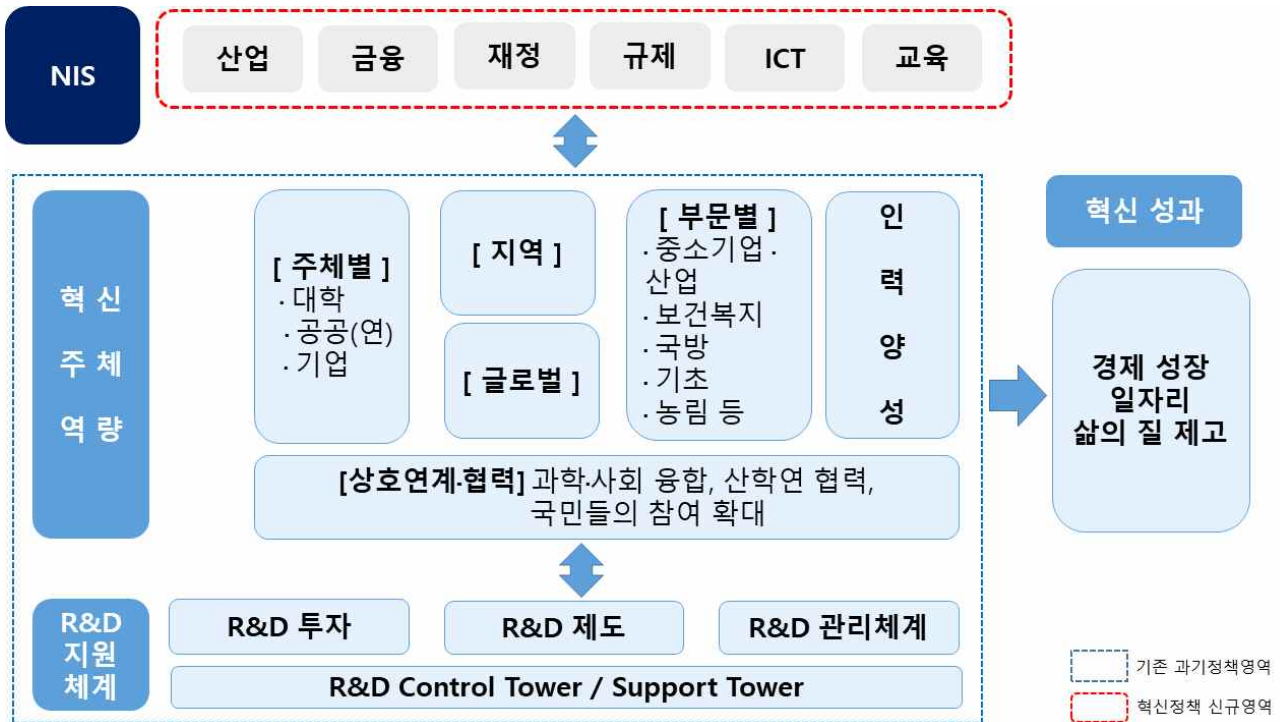 NIS
산업
금융
재정
규제
ICT
교육
혁 신
주 체
역 량
[ 주체별 ]
· 대학
· 공공(연)
· 기업
[ 지역 ]
[ 글로벌 ]
[ 부문별 ]
· 중소기업 ·
산업
· 보건복지
· 국방
· 기초
· 농림 등
인
력
양
성
[상호연계·협력] 과학·사회 융합, 산학연 협력,
국민들의 참여 확대
혁신 성과
경제 성장
일자리
삶의 질 제고
R&D
지원
체계
R&D 투자
R&D 제도
R&D 관리체계
R&D Control Tower / Support Tower
기존 과기정책영역
혁신정책 신규영역